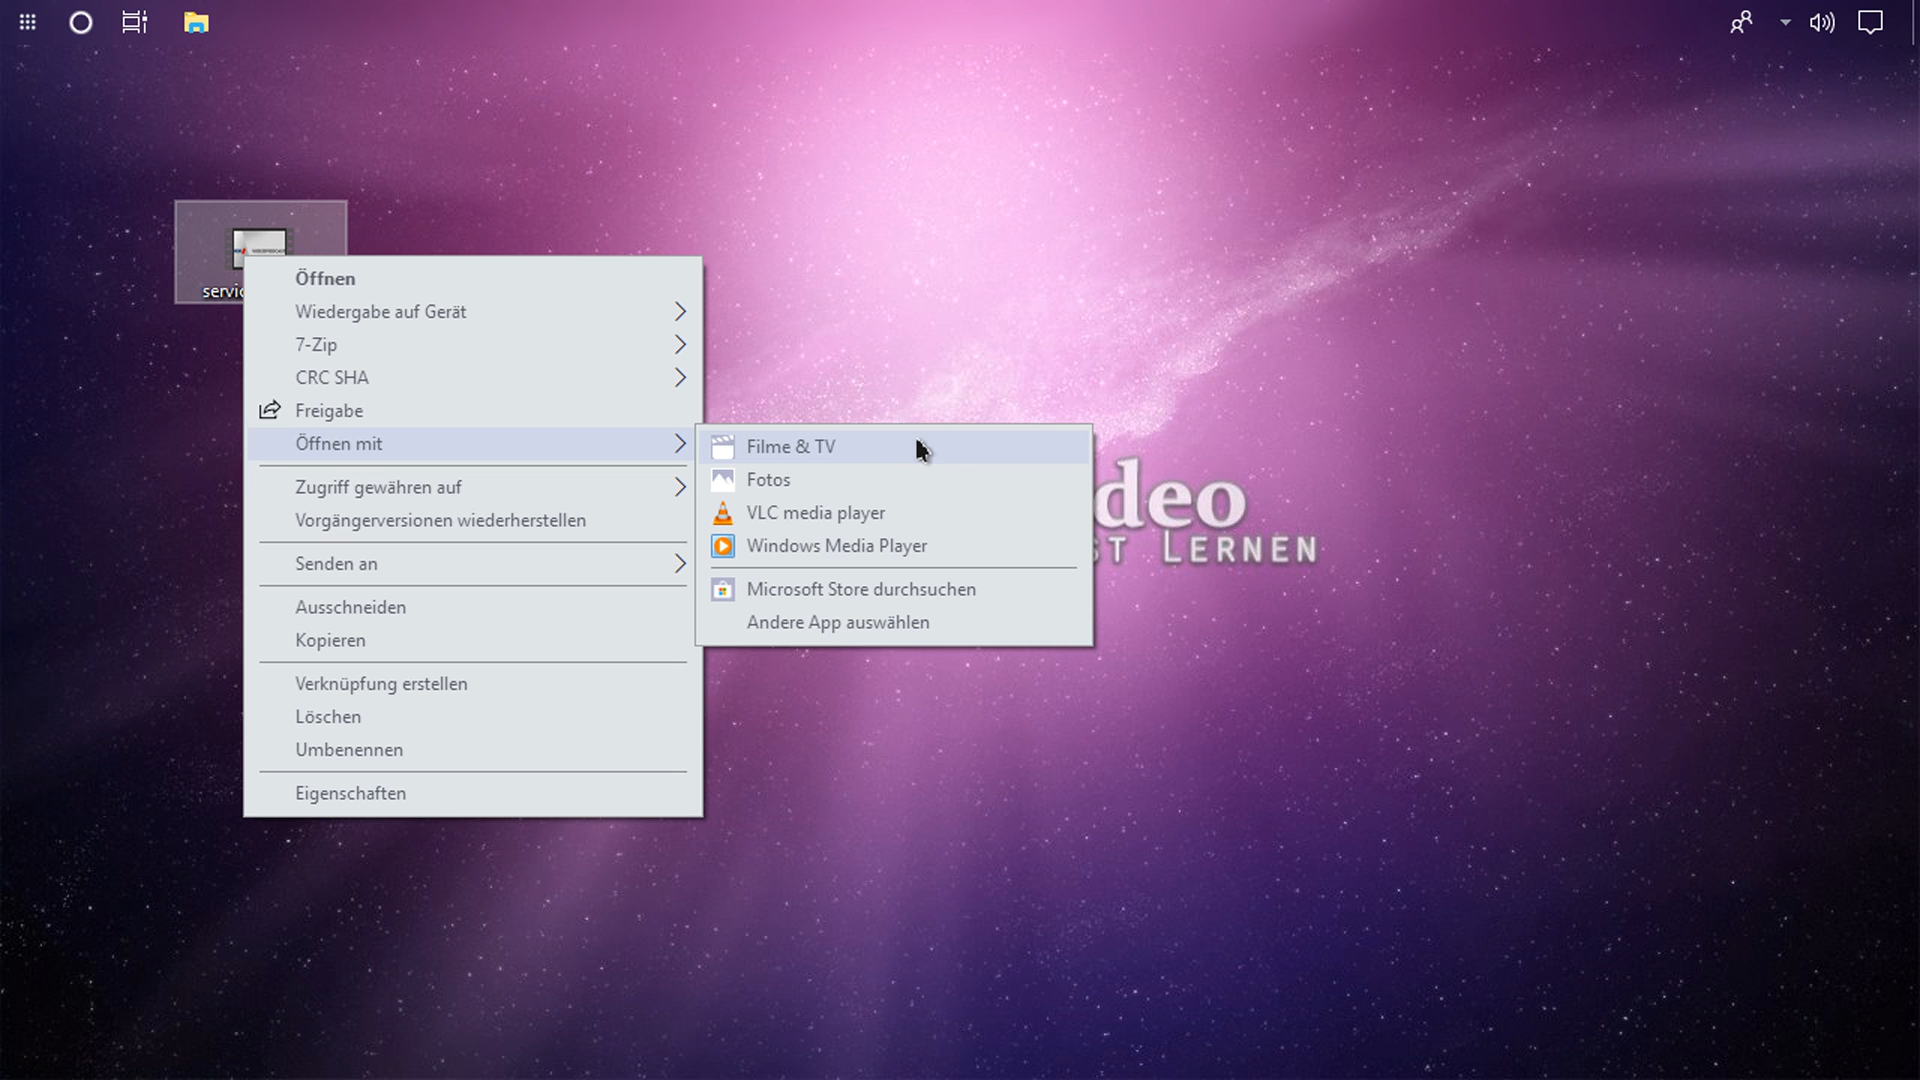 servic
Öffnen
Wiedergabe auf Gerät
7-Zip
CRC SHA
Freigabe
Öffnen mit
Zugriff gewähren auf
Vorgängerversionen wiederherstellen
Senden an
Ausschneiden
Kopieren
Verknüpfung erstellen
Löschen
Umbenennen
Eigenschaften
Filme & TV
Fotos
VLC media player
Windows Media Player
Microsoft Store durchsuchen
Andere App auswählen
deo
ST LERNEN